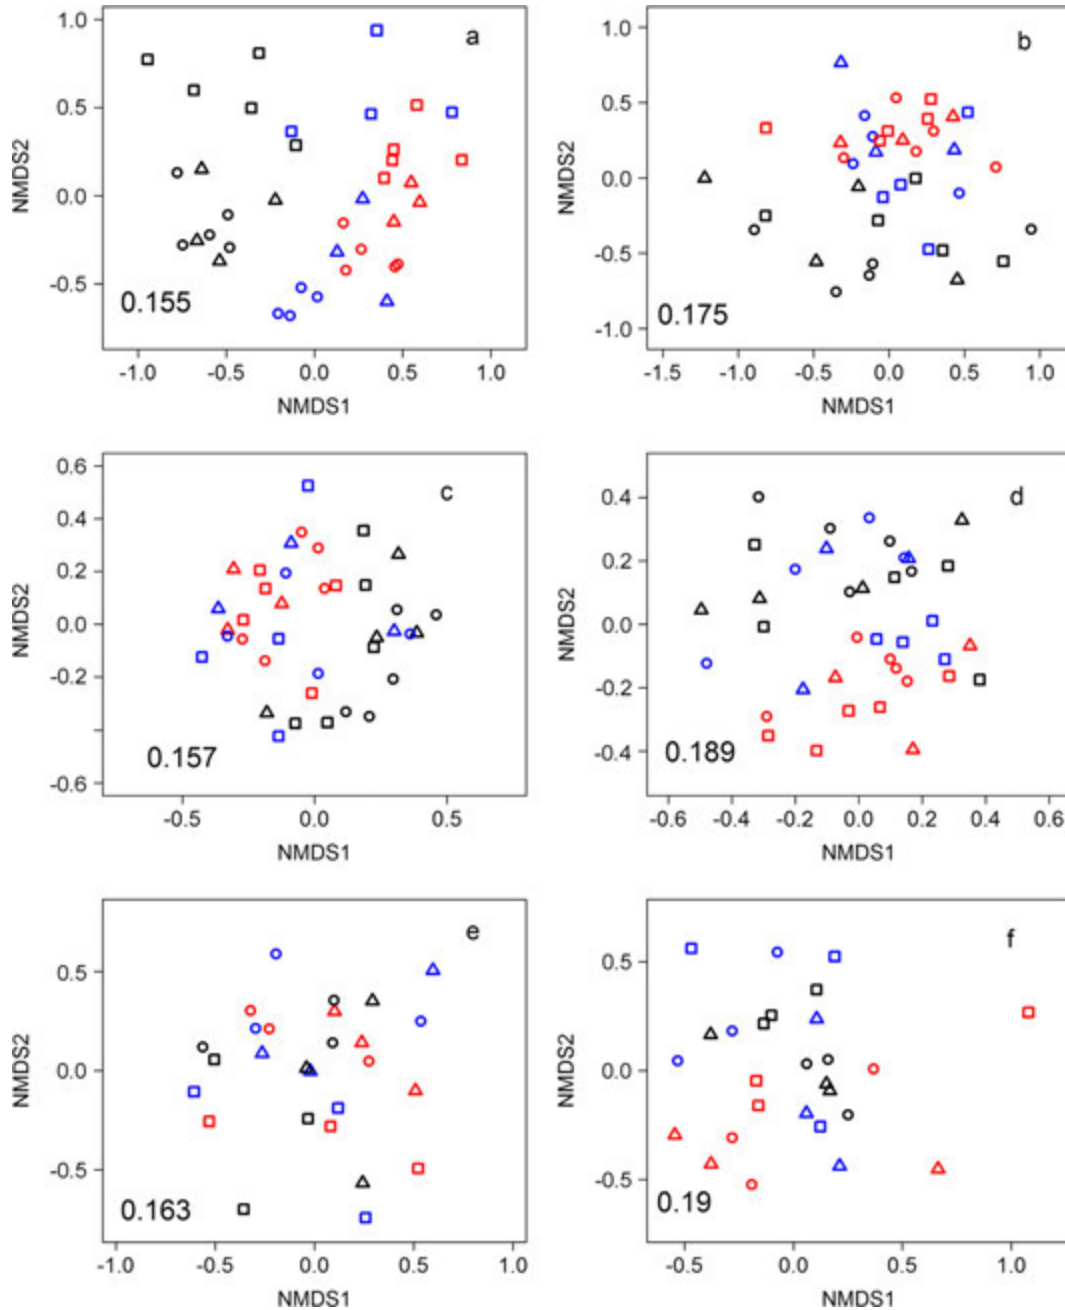 1.0
0.5
0.0
-0.5
NMDS2
a
0.155
-1.0 -0.5 0.0 0.5 1.0
NMDS1
1.0
0.5
0.0
-0.5
-1.0
NMDS2
b
0.175
-1.5 -1.0 -0.5 0.0 0.5 1.0
NMDS1
0.6
0.4
0.2
0.0
-0.2
-0.6
NMDS2
c
0.157
-0.5 0.0 0.5
NMDS1
0.4
0.2
0.0
-0.2
-0.4
NMDS2
d
0.189
-0.6 -0.4 -0.2 0.0 0.2 0.4 0.6
NMDS1
0.5
0.0
-0.5
NMDS2
e
0.163
-1.0 -0.5 0.0 0.5 1.0
NMDS1
0.5
0.0
-0.5
NMDS2
f
0.19
-0.5 0.0 0.5 1.0
NMDS1